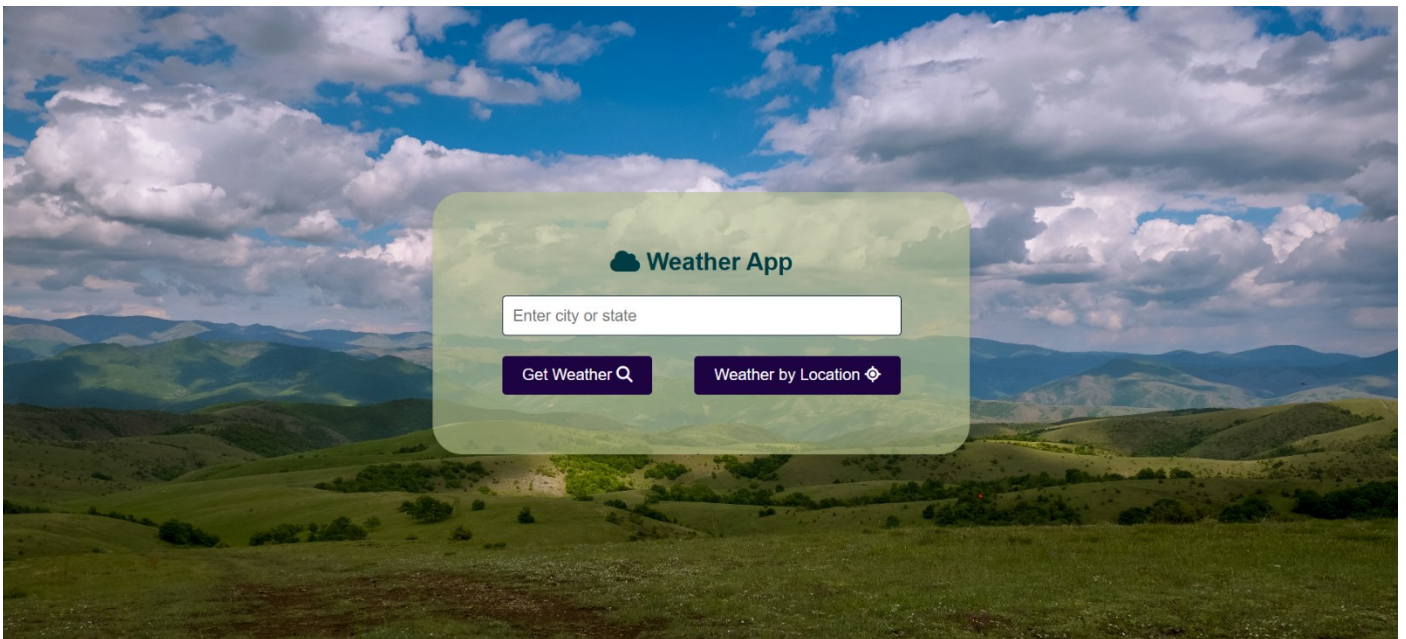 Weather App
Enter city or state
Get Weather
Weather by Location